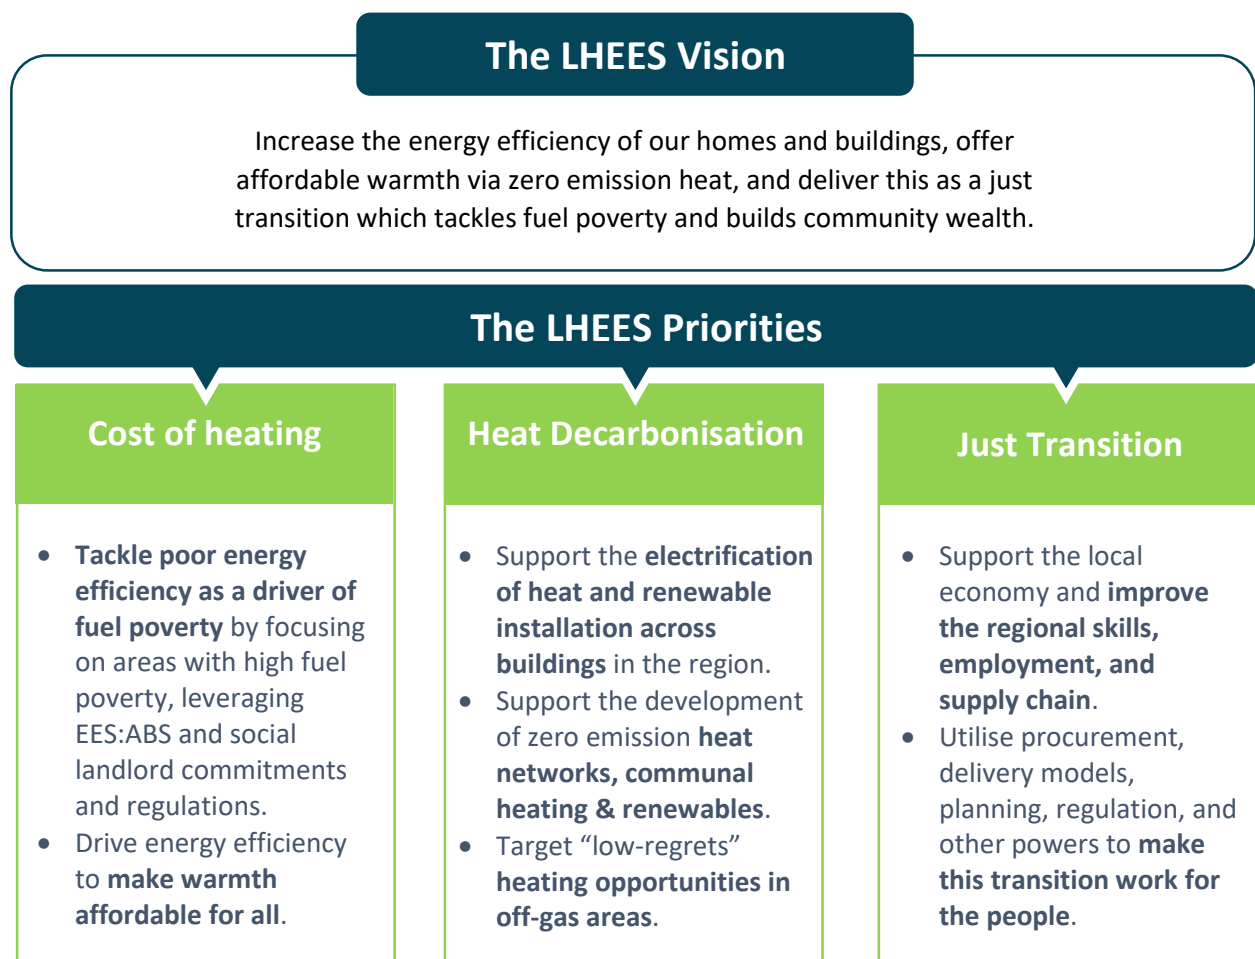 The LHEES Vision
Increase the energy efficiency of our homes and buildings, offer
affordable warmth via zero emission heat, and deliver this as a just
transition which tackles fuel poverty and builds community wealth.
The LHEES Priorities
Cost of heating
• Tackle poor energy
efficiency as a driver of
fuel poverty by focusing
on areas with high fuel
poverty, leveraging
EES:ABS and social
landlord commitments
and regulations.
• Drive energy efficiency
to make warmth
affordable for all.
Heat Decarbonisation
• Support the electrification
of heat and renewable
installation across
buildings in the region.
• Support the development
of zero emission heat
networks, communal
heating & renewables.
• Target “low-regrets”
heating opportunities in
off-gas areas.
Just Transition
• Support the local
economy and improve
the regional skills,
employment, and
supply chain.
• Utilise procurement,
delivery models,
planning, regulation, and
other powers to make
this transition work for
the people.